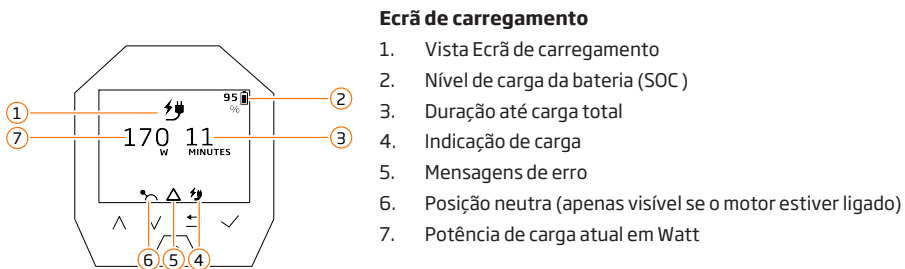 Ecrã de carregamento
1. Vista Ecrã de carregamento
2. Nível de carga da bateria (SOC )
3. Duração até carga total
4. Indicação de carga
5. Mensagens de erro
6. Posição neutra (apenas visível se o motor estiver ligado)
7. Potência de carga atual em Watt
95
%
1
2
7
170 11
3
W MINUTES
6 5 4